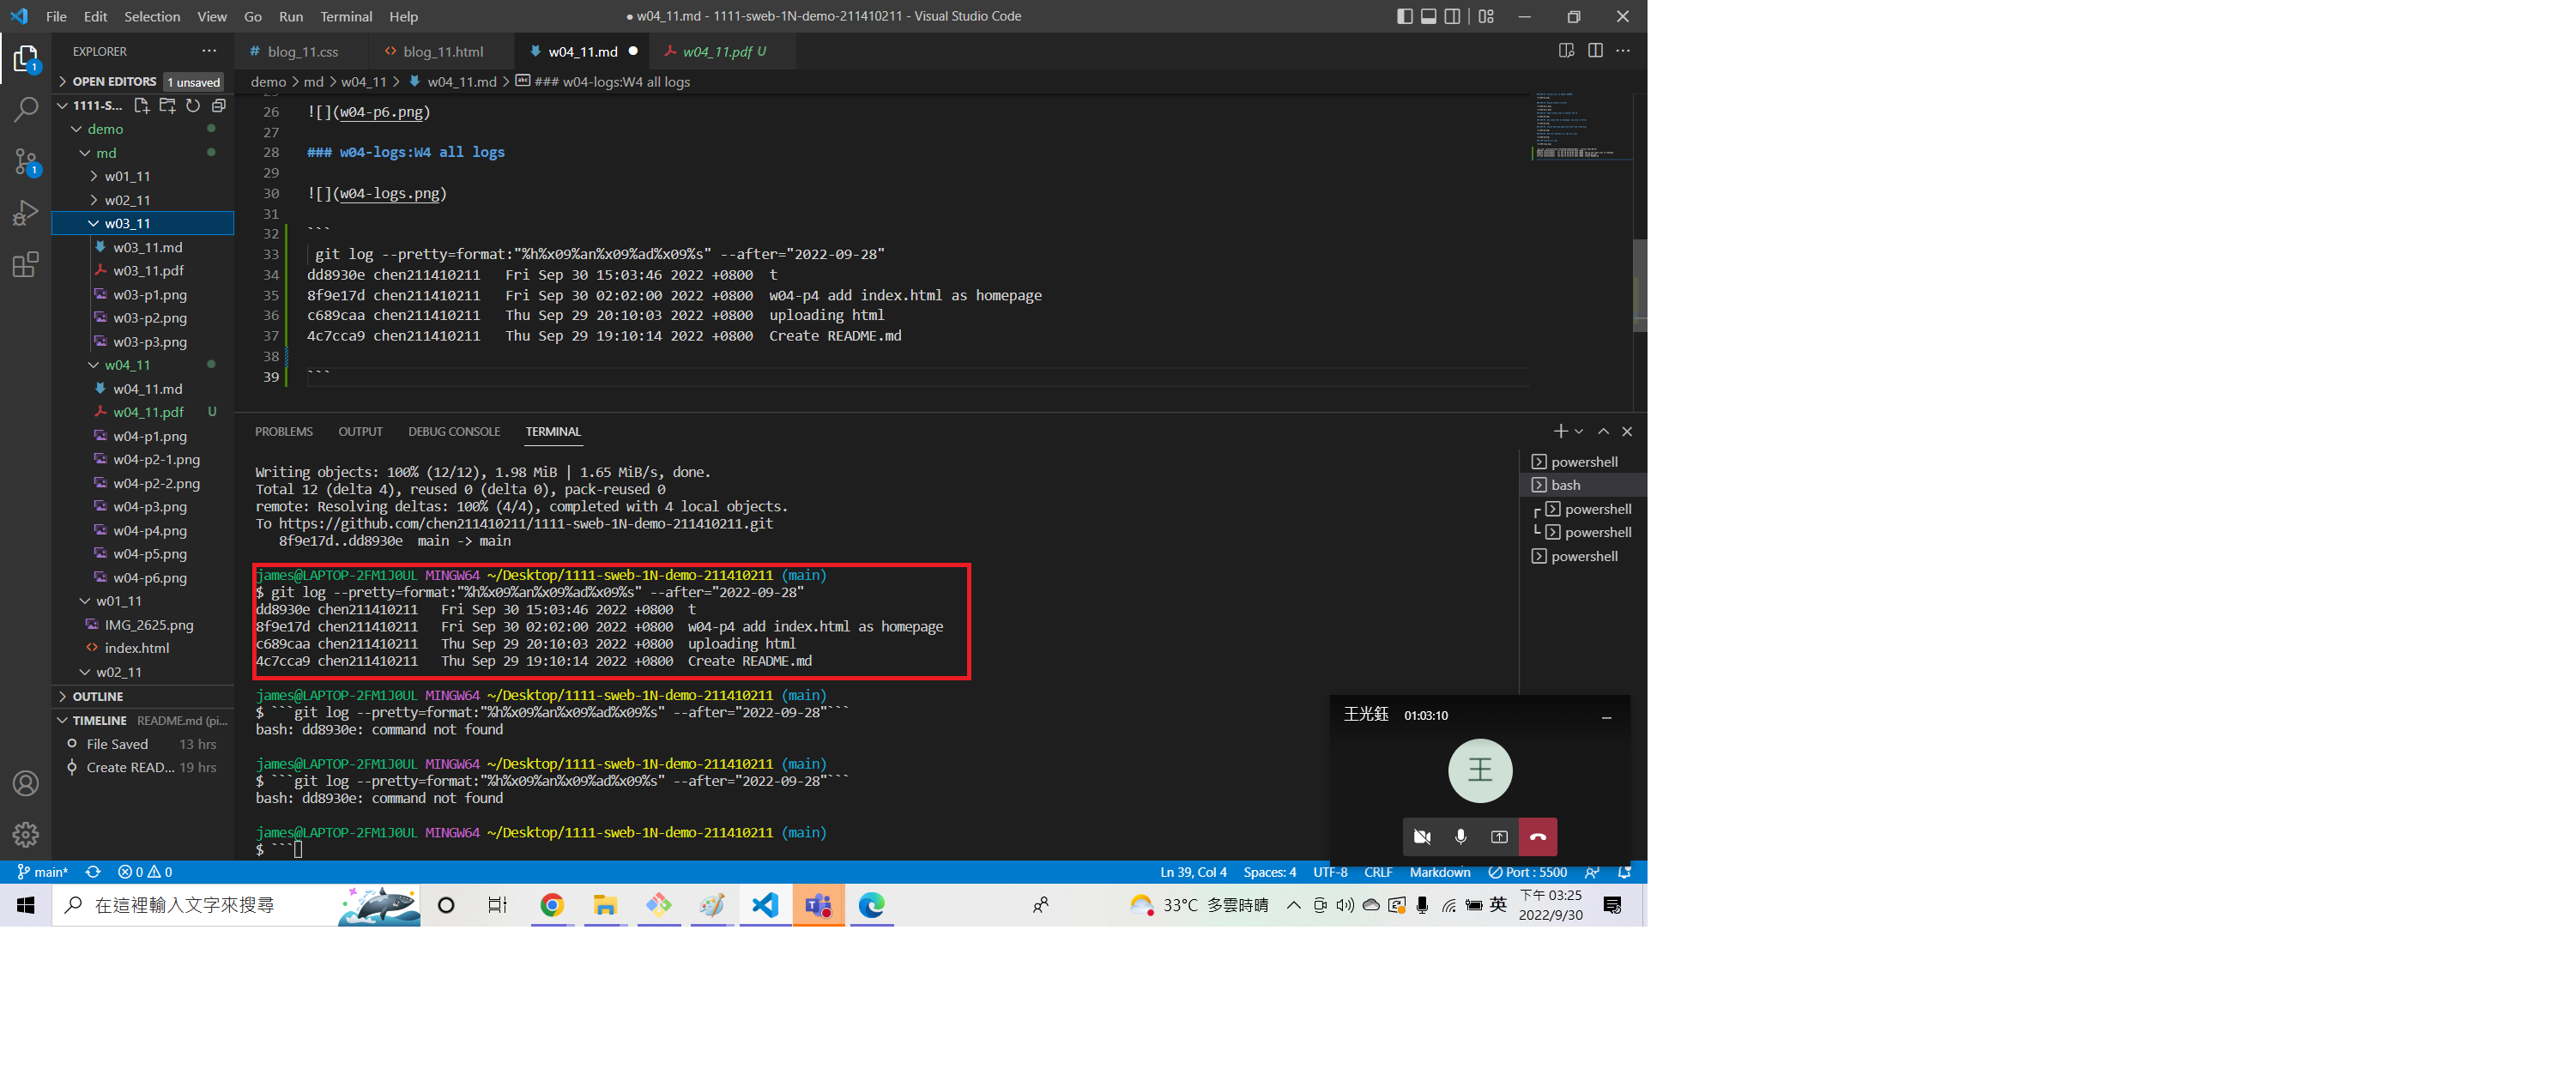 File Edit Selection View Go Run Terminal Help
● w04_11.md - 1111-sweb-1N-demo-211410211 - Visual Studio Code
EXPLORER
OPEN EDITORS 1 unsaved
1111-S...
demo
md
w01_11
w02_11
w03_11
w03_11.md
w03_11.pdf
w03-p1.png
w03-p2.png
w03-p3.png
w04_11
w04_11.md
w04_11.pdf U
w04-p1.png
w04-p2-1.png
w04-p2-2.png
w04-p3.png
w04-p4.png
w04-p5.png
w04-p6.png
w01_11
IMG_2625.png
index.html
w02_11
OUTLINE
TIMELINE README.md (pi...
File Saved 13 hrs
Create READ... 19 hrs
# blog_11.css
<> blog_11.html
w04_11.md ●
w04_11.pdf U
demo > md > w04_11 > w04_11.md > ### w04-logs:W4 all logs
26 ![](w04-p6.png)
27
28 ### w04-logs:W4 all logs
29
30 ![](w04-logs.png)
31
32 ```
33 git log --pretty=format:"%h%x09%an%x09%ad%x09%s" --after="2022-09-28"
34 dd8930e chen211410211 Fri Sep 30 15:03:46 2022 +0800 t
35 8f9e17d chen211410211 Fri Sep 30 02:02:00 2022 +0800 w04-p4 add index.html as homepage
36 c689caa chen211410211 Thu Sep 29 20:10:03 2022 +0800 uploading html
37 4c7cca9 chen211410211 Thu Sep 29 19:10:14 2022 +0800 Create README.md
38
39 ```
PROBLEMS OUTPUT DEBUG CONSOLE TERMINAL
Writing objects: 100% (12/12), 1.98 MiB | 1.65 MiB/s, done.
Total 12 (delta 4), reused 0 (delta 0), pack-reused 0
remote: Resolving deltas: 100% (4/4), completed with 4 local objects.
To https://github.com/chen211410211/1111-sweb-1N-demo-211410211.git
8f9e17d..dd8930e main -> main
james@LAPTOP-2FM1J0UL MINGW64 ~/Desktop/1111-sweb-1N-demo-211410211 (main)
$ git log --pretty=format:"%h%x09%an%x09%ad%x09%s" --after="2022-09-28"
dd8930e chen211410211 Fri Sep 30 15:03:46 2022 +0800 t
8f9e17d chen211410211 Fri Sep 30 02:02:00 2022 +0800 w04-p4 add index.html as homepage
c689caa chen211410211 Thu Sep 29 20:10:03 2022 +0800 uploading html
4c7cca9 chen211410211 Thu Sep 29 19:10:14 2022 +0800 Create README.md
james@LAPTOP-2FM1J0UL MINGW64 ~/Desktop/1111-sweb-1N-demo-211410211 (main)
$ ```git log --pretty=format:"%h%x09%an%x09%ad%x09%s" --after="2022-09-28"```
bash: dd8930e: command not found
james@LAPTOP-2FM1J0UL MINGW64 ~/Desktop/1111-sweb-1N-demo-211410211 (main)
$ ```git log --pretty=format:"%h%x09%an%x09%ad%x09%s" --after="2022-09-28"```
bash: dd8930e: command not found
james@LAPTOP-2FM1J0UL MINGW64 ~/Desktop/1111-sweb-1N-demo-211410211 (main)
$ ```
powershell
bash
powershell
powershell
powershell
王光鈺 01:03:10
王
main* 0 0
Ln 39, Col 4 Spaces: 4 UTF-8 CRLF Markdown Port : 5500
在這裡輸入文字來搜尋
33°C 多雲時晴
英
下午 03:25
2022/9/30